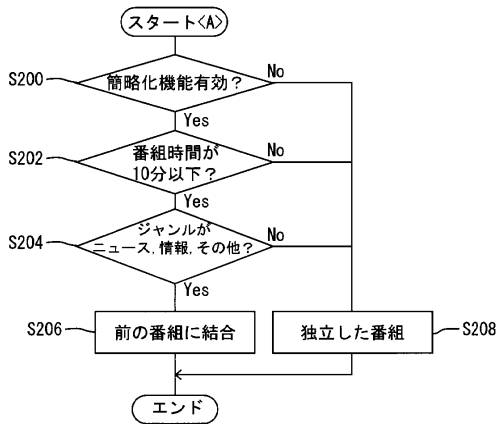 スタート<A>
S200
簡略化機能有効？
No
Yes
S202
番組時間が
10分以下？
No
Yes
S204
ジャンルが
ニュース,情報,その他？
No
Yes
S206
前の番組に結合
独立した番組
S208
エンド